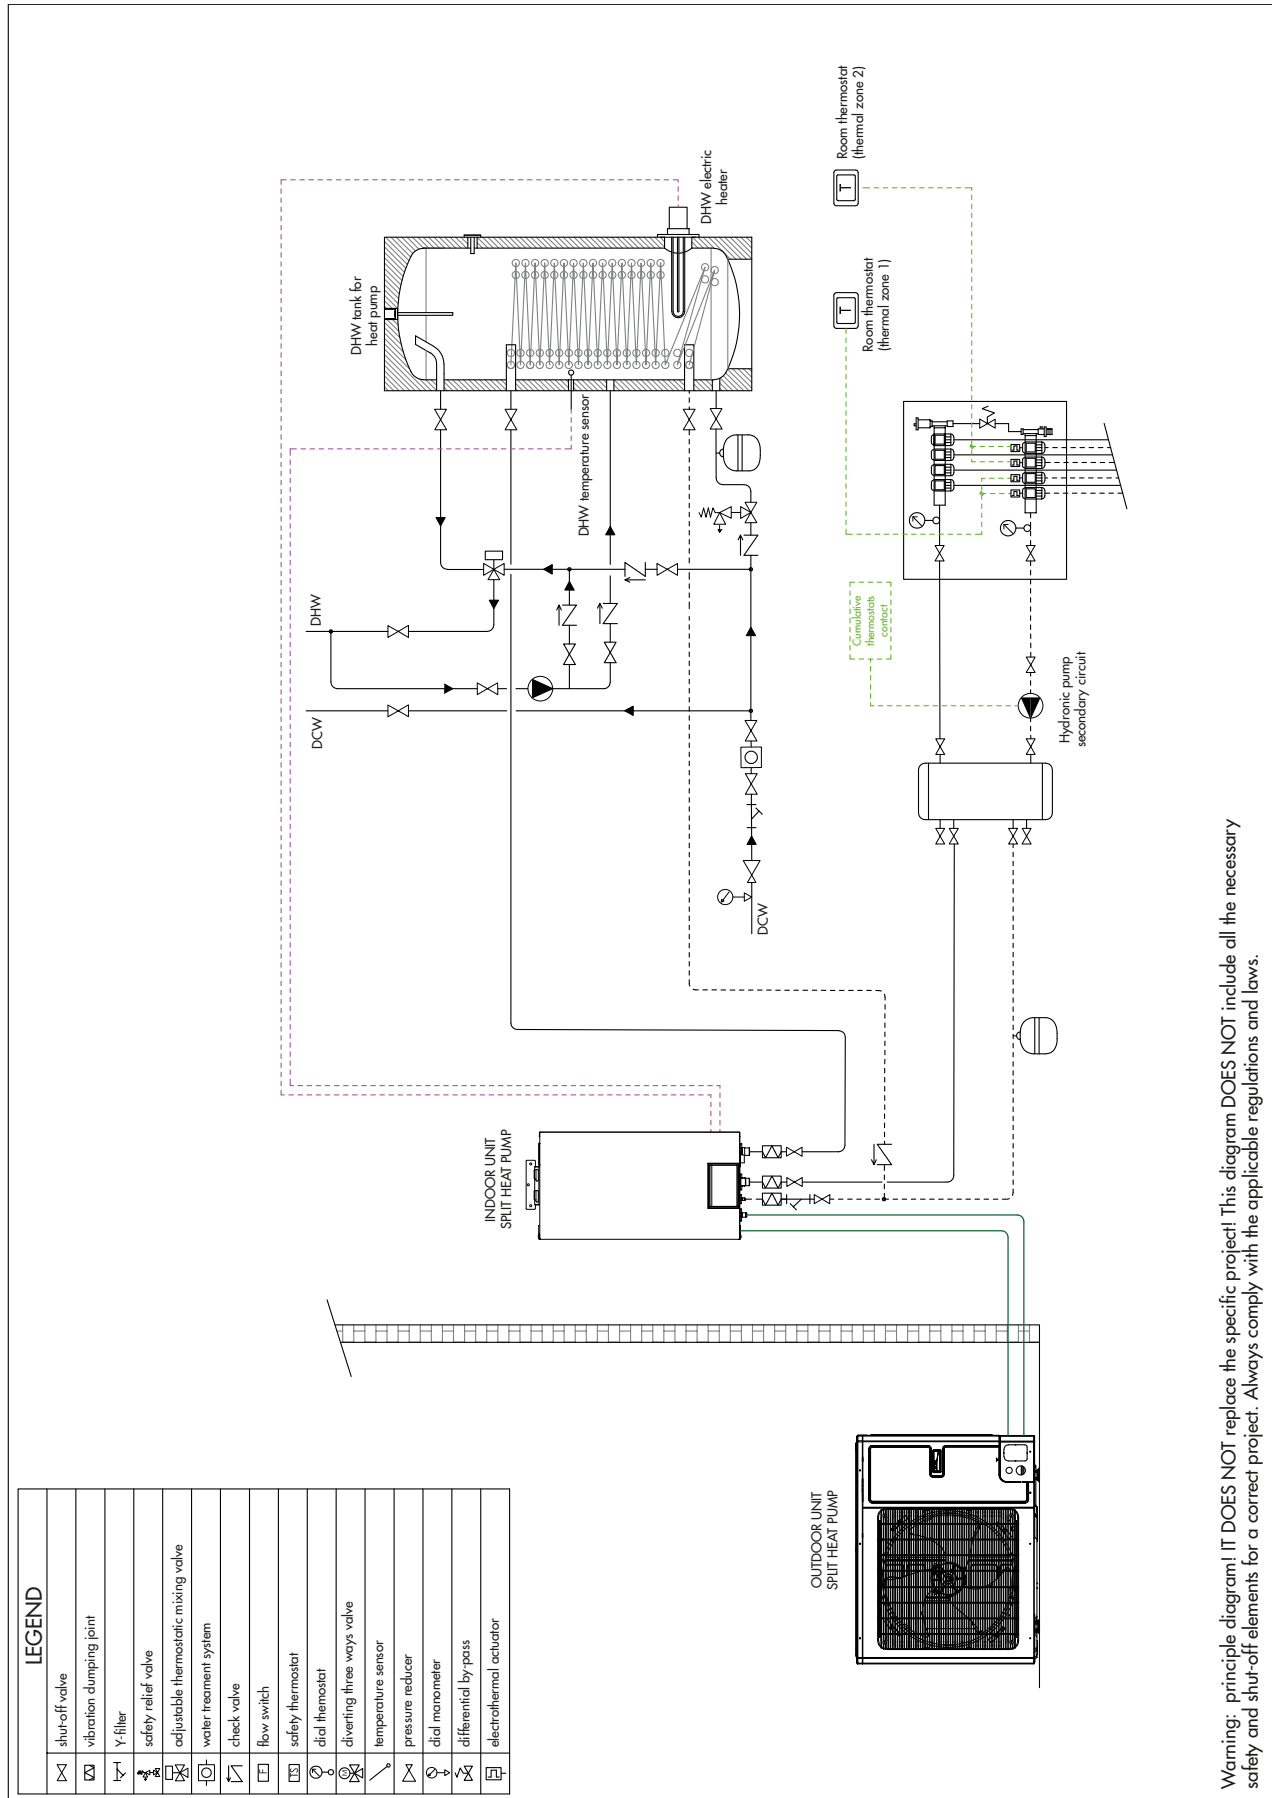 LEGEND
shut-off valve
vibration dumping joint
Y-filter
safety relief valve
adjustable thermostatic mixing valve
water treament system
check valve
LF
flow switch
TS
safety thermostat
dial themostat
M
diverting three ways valve
temperature sensor
pressure reducer
dial manometer
differential by-pass
electrothermal actuator
OUTDOOR UNIT
SPLIT HEAT PUMP
INDOOR UNIT
SPLIT HEAT PUMP
DCW
DHW
DCW
DHW temperature sensor
DHW tank for
heat pump
DHW electric
heater
Cumulative
thermostats
contact
Hydronic pump
secondary circuit
T
Room thermostat
(thermal zone 1)
T
Room thermostat
(thermal zone 2)
Warning: principle diagram! IT DOES NOT replace the specific project! This diagram DOES NOT include all the necessary
safety and shut-off elements for a correct project. Always comply with the applicable regulations and laws.